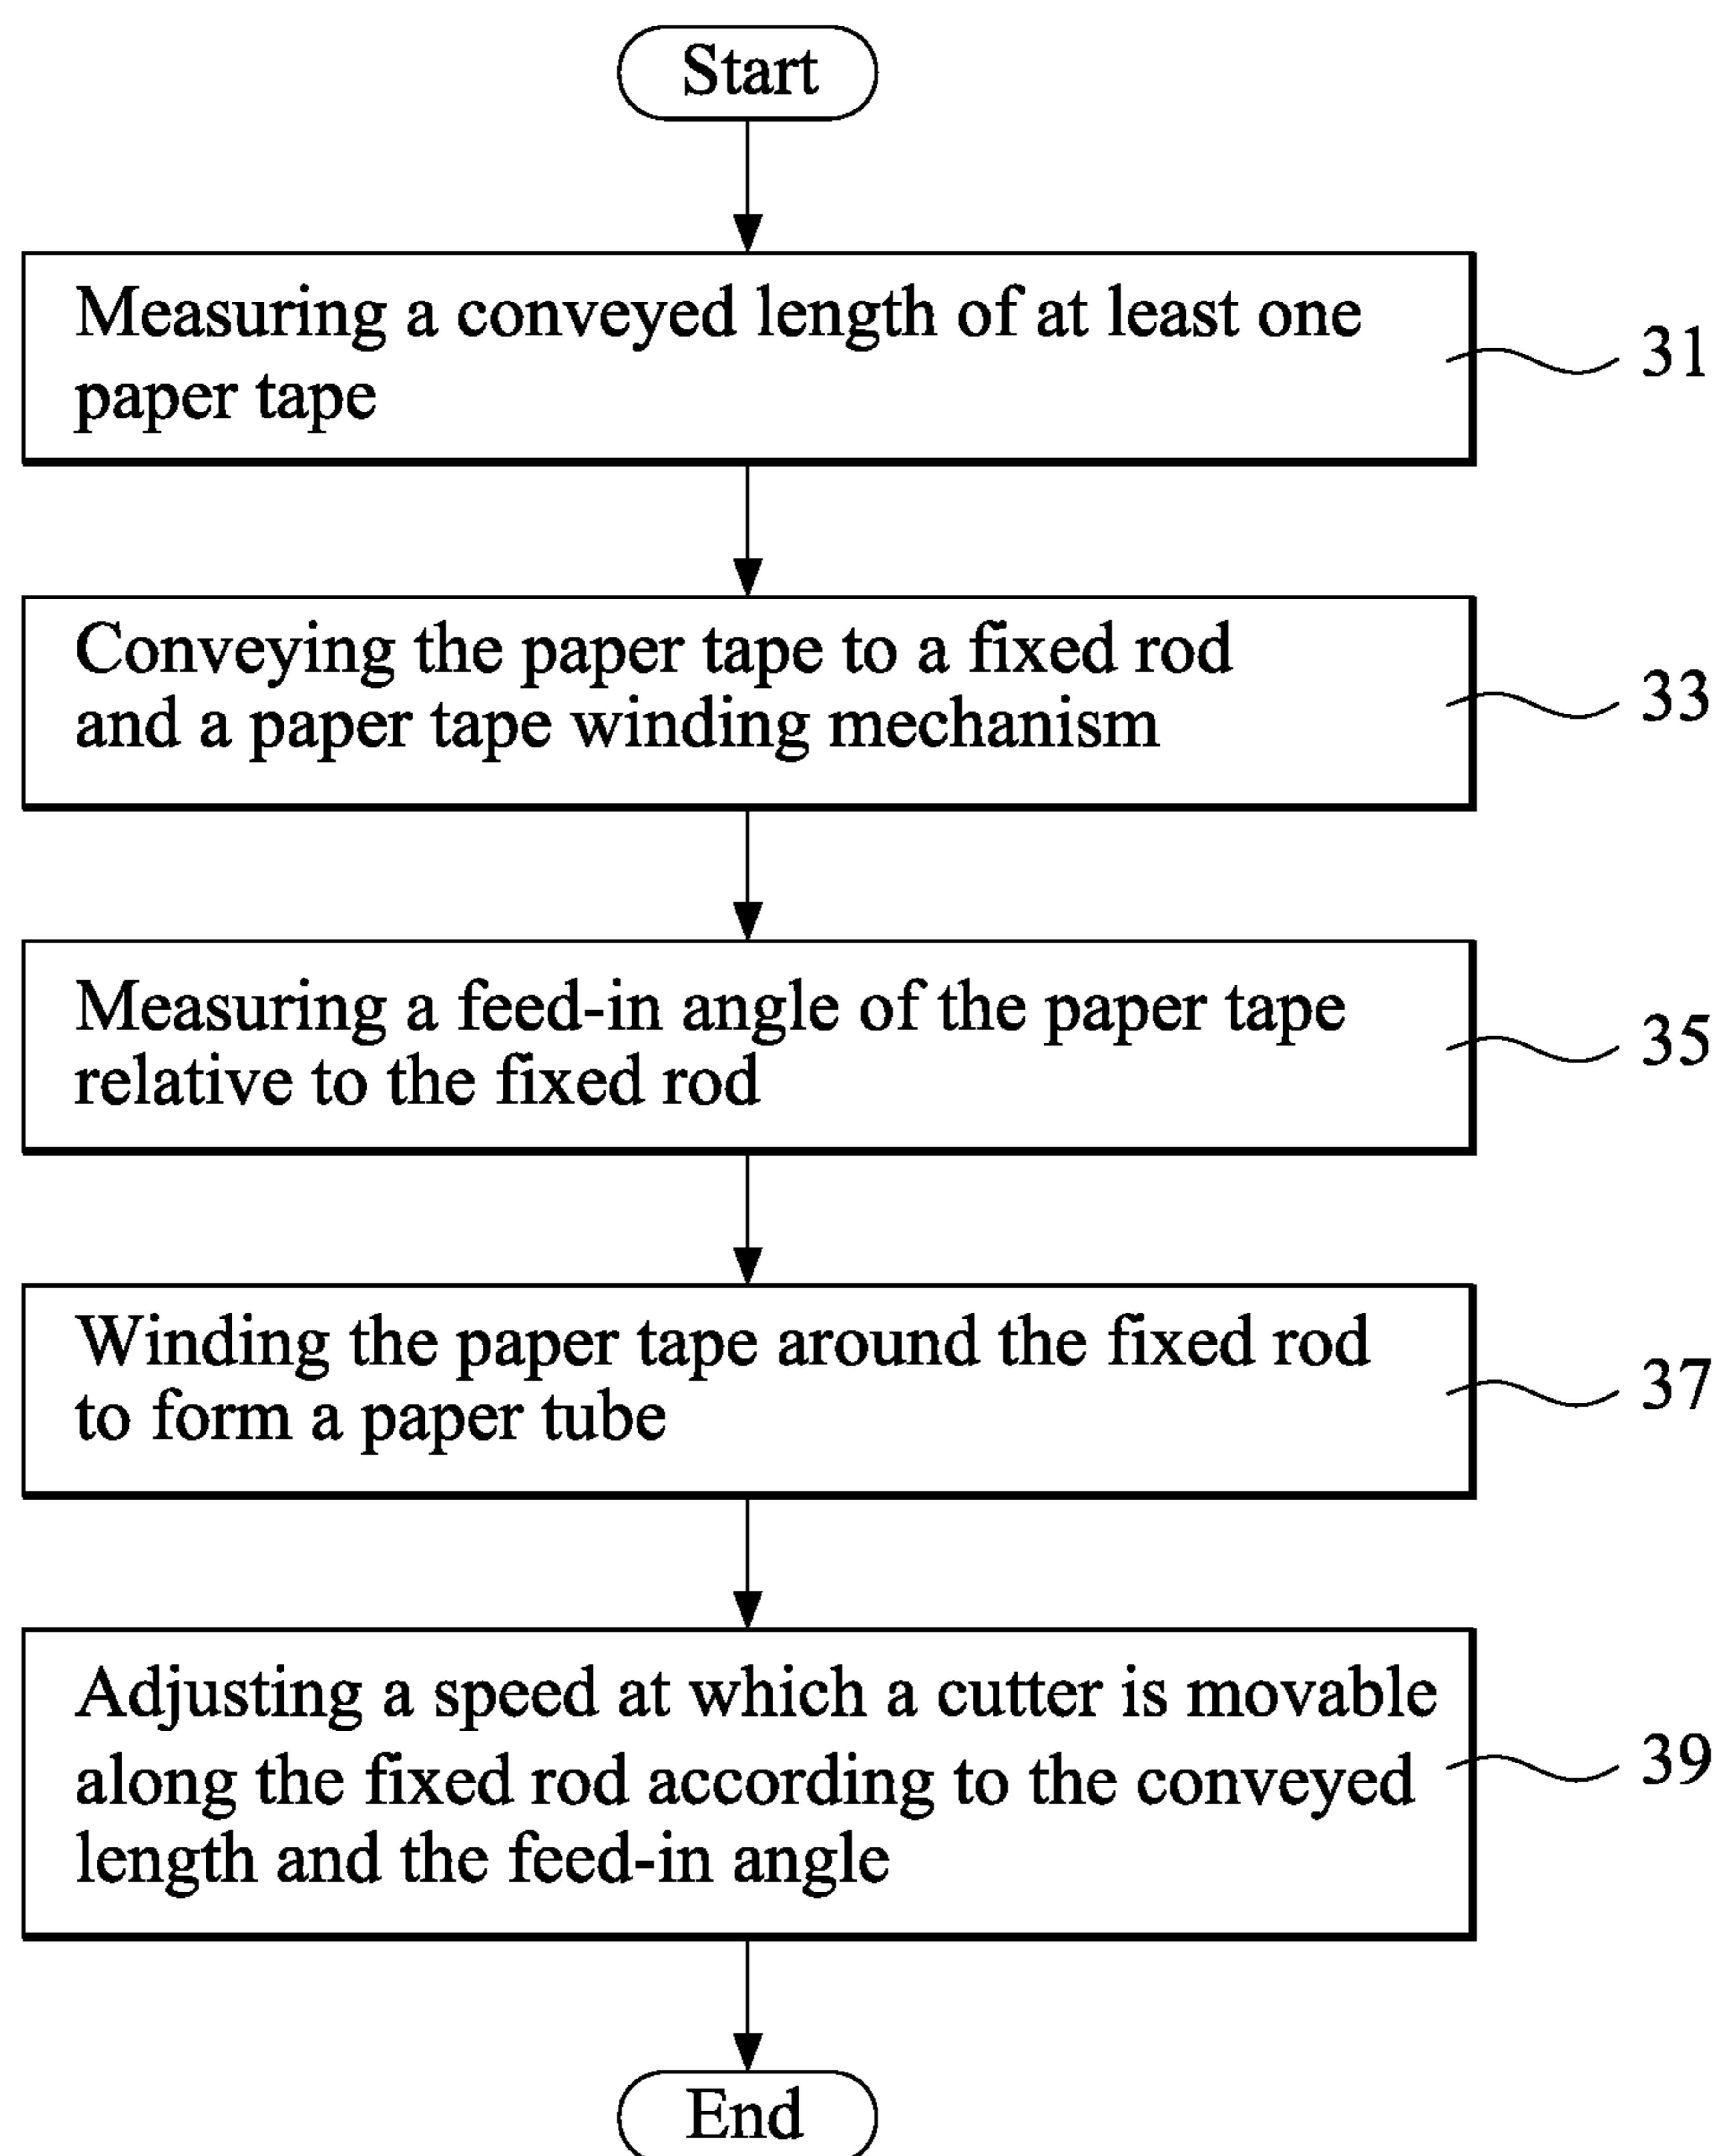 Start
Measuring a conveyed length of at least one
paper tape
31
Conveying the paper tape to a fixed rod
and a paper tape winding mechanism
33
Measuring a feed-in angle of the paper tape
relative to the fixed rod
35
Winding the paper tape around the fixed rod
to form a paper tube
37
Adjusting a speed at which a cutter is movable
along the fixed rod according to the conveyed
length and the feed-in angle
39
End